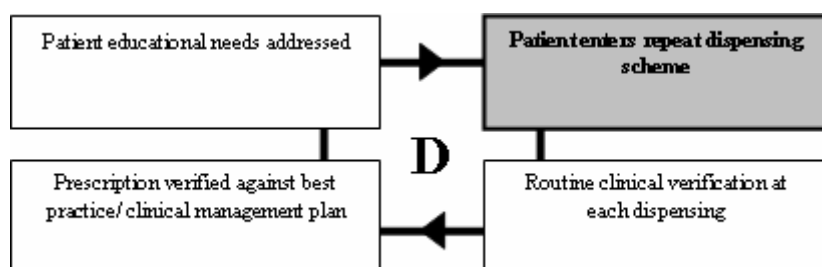 Patient educational needs addressed
Patient enters repeat dispensing
scheme
D
Prescription verified against best
practice/ clinical management plan
Routine clinical verification at
each dispensing